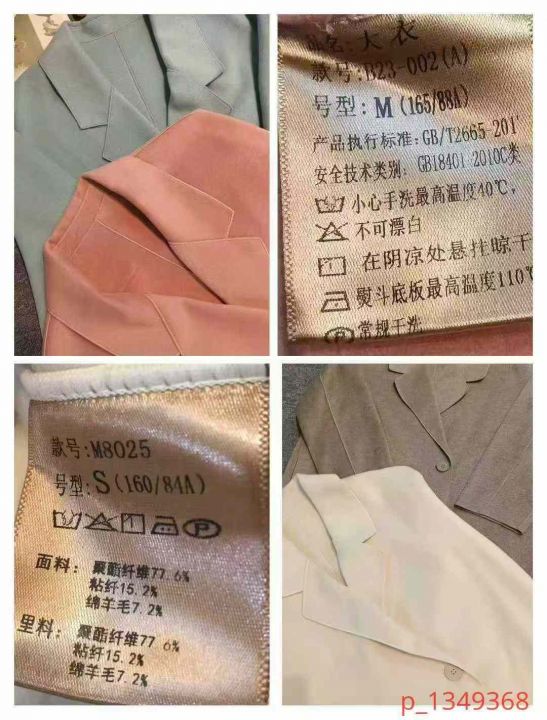 品名:大衣
款号:B23-002(A)
号型:M(165/88A)
产品执行标准:GB/T2665-201
安全技术类别:GB18401 2010C类
小心手洗最高温度40℃,
不可漂白
在阴凉处悬挂晾干
熨斗底板最高温度110℃
常规干洗
款号:M8025
号型:S(160/84A)
P
面料:聚酯纤维77.6%
粘纤15.2%
绵羊毛7.2%
里料:聚酯纤维77 6%
粘纤15.2%
绵羊毛7.2%
p_1349368